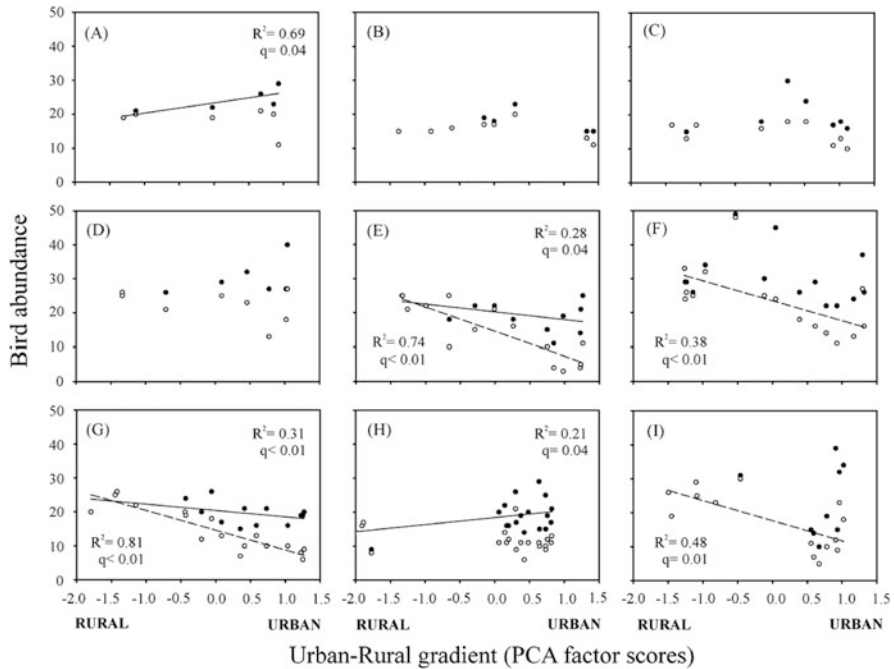 (A)
R²= 0.69
q= 0.04
(B)
(C)
50
40
30
20
10
0
(D)
(E)
R²= 0.28
q= 0.04
R²= 0.74
q< 0.01
(F)
R²= 0.38
q< 0.01
50
40
30
20
10
0
(G)
R²= 0.31
q< 0.01
R²= 0.81
q< 0.01
(H)
R²= 0.21
q= 0.04
(I)
R²= 0.48
q= 0.01
50
40
30
20
10
0
Bird abundance
-2.0 -1.5 -1.0 -0.5 0.0 0.5 1.0 1.5
-2.0 -1.5 -1.0 -0.5 0.0 0.5 1.0 1.5
-2.0 -1.5 -1.0 -0.5 0.0 0.5 1.0 1.5
RURAL URBAN
RURAL URBAN
RURAL URBAN
Urban-Rural gradient (PCA factor scores)